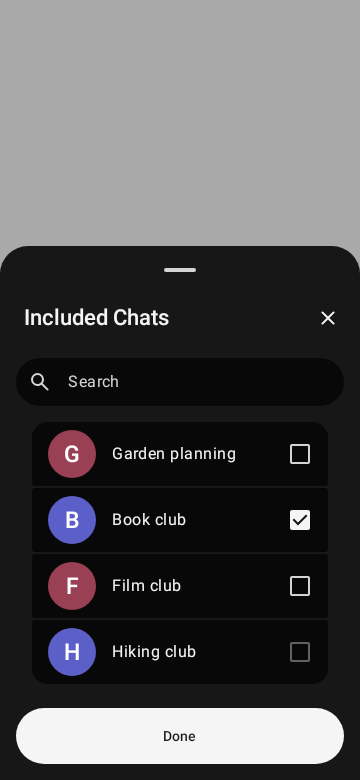 Included Chats
Search
G Garden planning
B Book club
F Film club
H Hiking club
Done